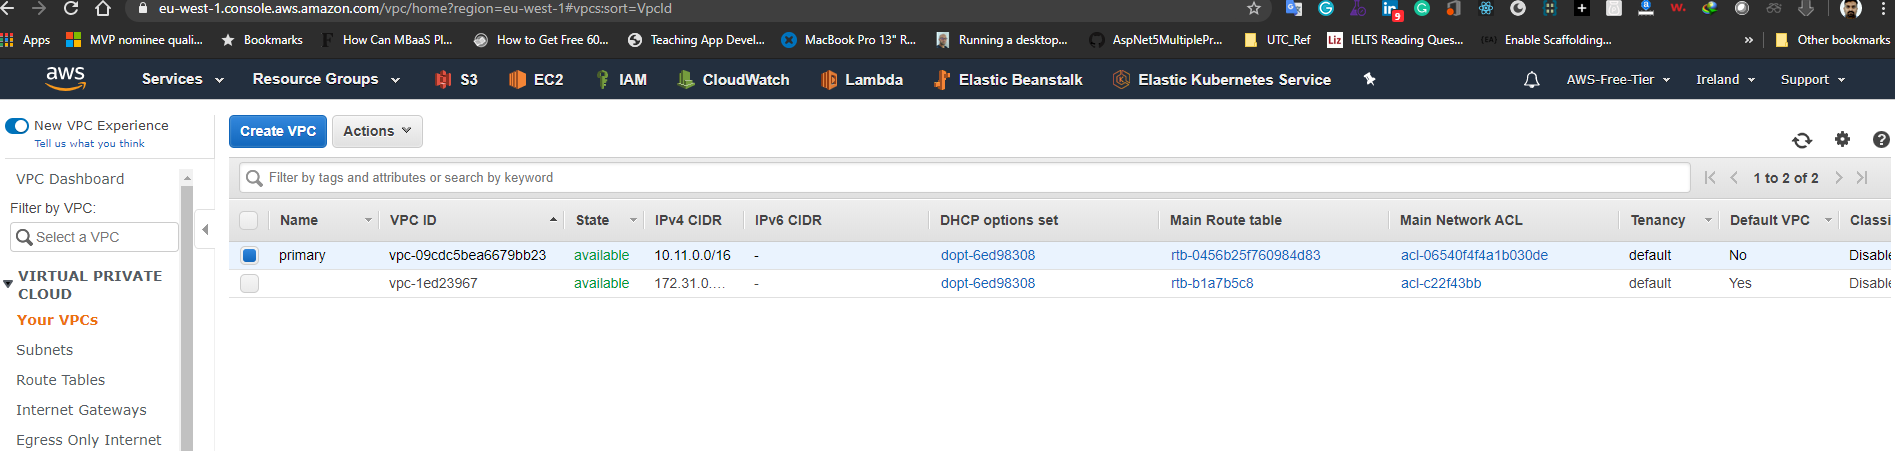 eu-west-1.console.aws.amazon.com/vpc/home?region=eu-west-1#vpcs:sort=VpcId
9
Apps MVP nominee quali... Bookmarks How Can MBaaS Pl... How to Get Free 60... Teaching App Devel... MacBook Pro 13" R... Running a desktop... AspNet5MultiplePr... UTC_Ref Liz IELTS Reading Ques... {EA} Enable Scaffolding... » Other bookmarks
aws Services Resource Groups S3 EC2 IAM CloudWatch Lambda Elastic Beanstalk Elastic Kubernetes Service AWS-Free-Tier Ireland Support
New VPC Experience
Tell us what you think
Create VPC Actions
VPC Dashboard
Filter by VPC:
Select a VPC
VIRTUAL PRIVATE
CLOUD
Your VPCs
Subnets
Route Tables
Internet Gateways
Egress Only Internet
Filter by tags and attributes or search by keyword 1 to 2 of 2
Name VPC ID State IPv4 CIDR IPv6 CIDR DHCP options set Main Route table Main Network ACL Tenancy Default VPC Classi
primary vpc-09cdc5bea6679bb23 available 10.11.0.0/16 - dopt-6ed98308 rtb-0456b25f760984d83 acl-06540f4f4a1b030de default No Disable
vpc-1ed23967 available 172.31.0.... - dopt-6ed98308 rtb-b1a7b5c8 acl-c22f43bb default Yes Disable